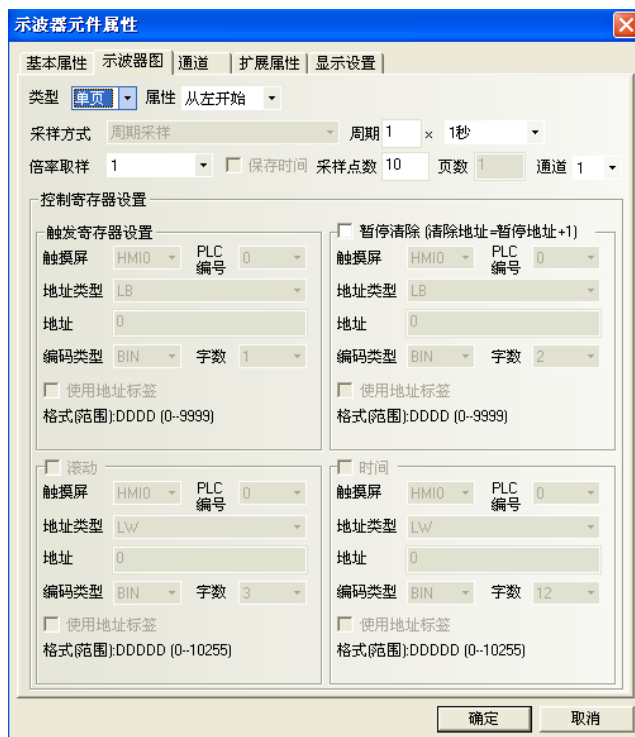 示波器元件属性
基本属性 示波器图 通道 扩展属性 显示设置
类型 单页 属性 从左开始
采样方式 周期采样 周期 1 × 1秒
倍率取样 1 保存时间 采样点数 10 页数 1 通道 1
控制寄存器设置
触发寄存器设置
触摸屏 HMI0 PLC编号 0
地址类型 LB
地址 0
编码类型 BIN 字数 1
使用地址标签
格式(范围):DDDD (0--9999)
暂停清除 (清除地址=暂停地址+1)
触摸屏 HMI0 PLC编号 0
地址类型 LB
地址 0
编码类型 BIN 字数 2
使用地址标签
格式(范围):DDDD (0--9999)
滚动
触摸屏 HMI0 PLC编号 0
地址类型 LW
地址 0
编码类型 BIN 字数 3
使用地址标签
格式(范围):DDDDD (0--10255)
时间
触摸屏 HMI0 PLC编号 0
地址类型 LW
地址 0
编码类型 BIN 字数 12
使用地址标签
格式(范围):DDDDD (0--10255)
确定 取消